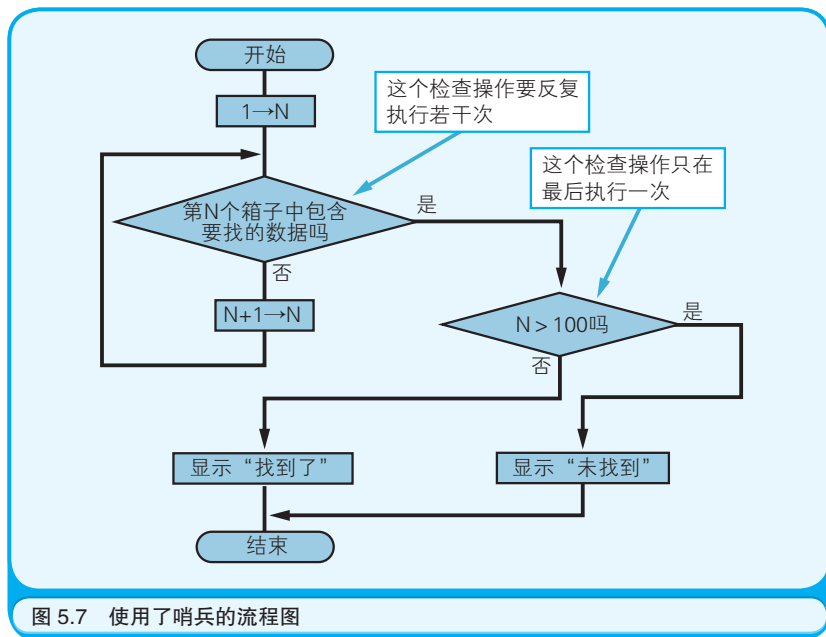 开始
1→N
这个检查操作要反复
执行若干次
这个检查操作只在
最后执行一次
第N个箱子中包含
要找的数据吗
是
否
N+1→N
N > 100吗
是
否
显示“找到了”
显示“未找到”
结束
图 5.7 使用了哨兵的流程图